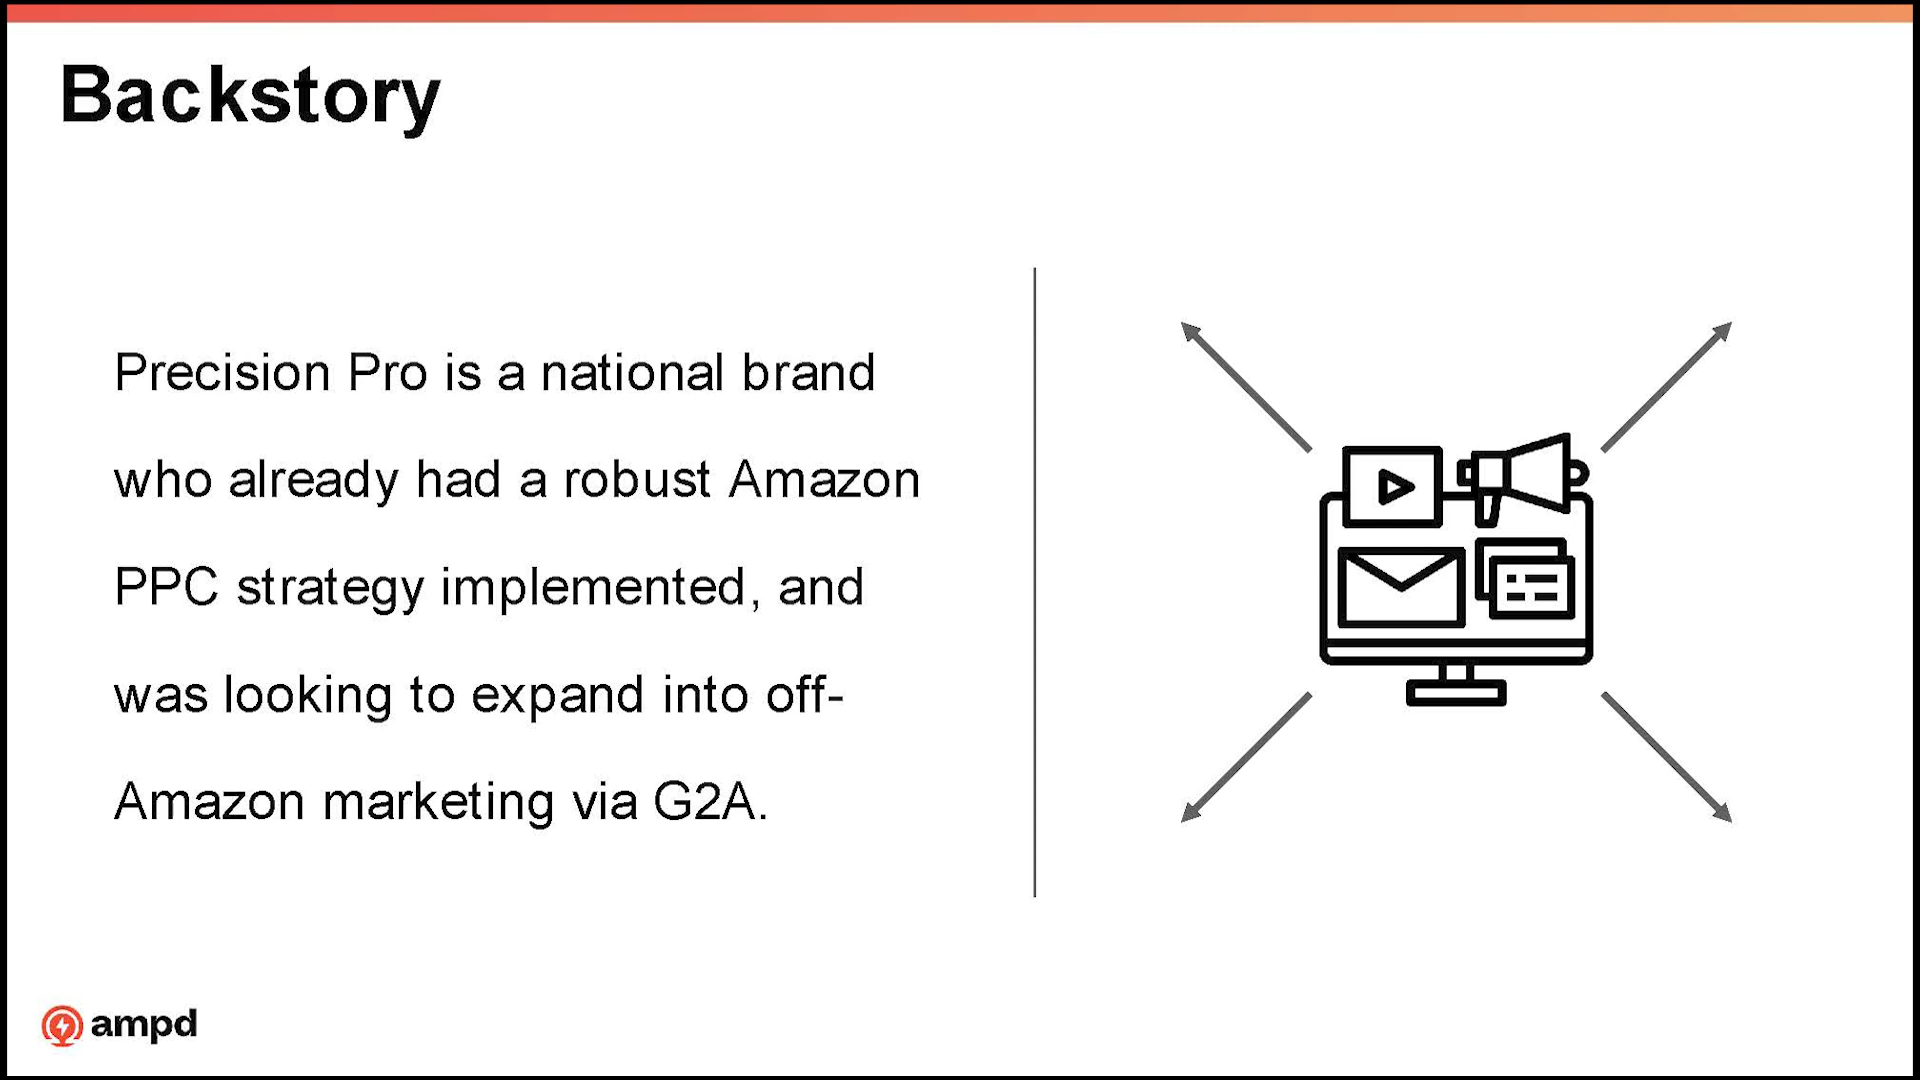 Backstory
Precision Pro is a national brand
who already had a robust Amazon
PPC strategy implemented, and
was looking to expand into off-
Amazon marketing via G2A.
ampd